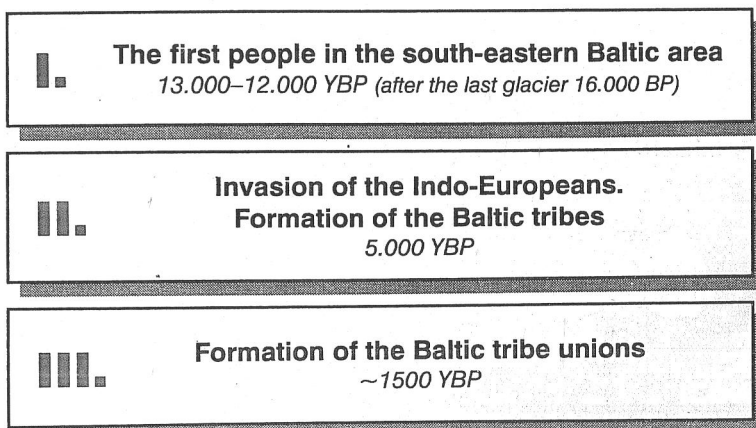 I. The first people in the south-eastern Baltic area
13.000–12.000 YBP (after the last glacier 16.000 BP)
II. Invasion of the Indo-Europeans.
Formation of the Baltic tribes
5.000 YBP
III. Formation of the Baltic tribe unions
~1500 YBP